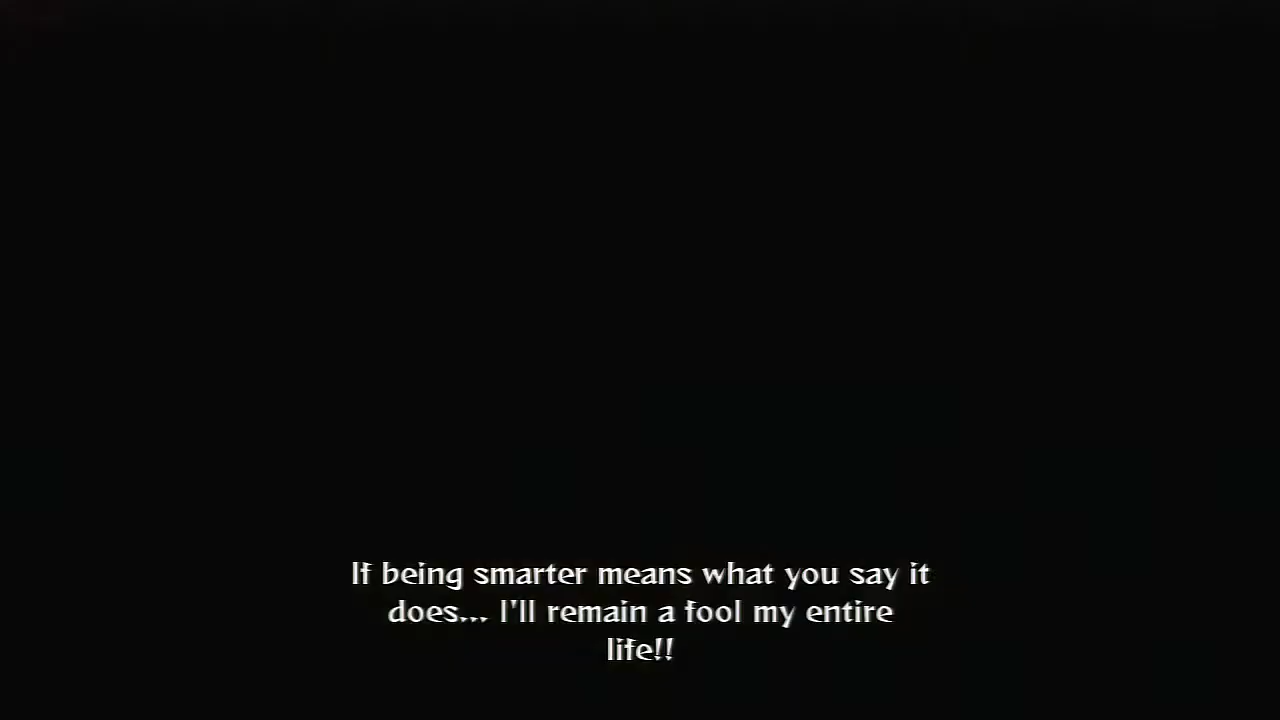 If being smarter means what you say it
does... I'll remain a fool my entire
life!!